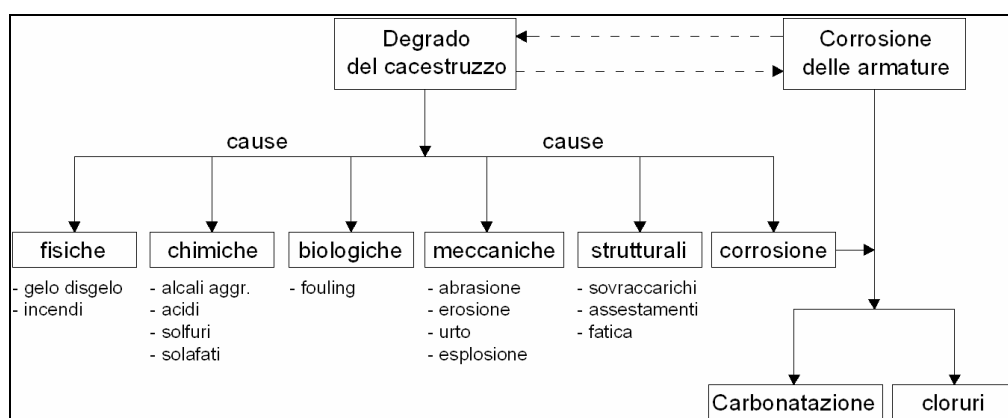 Degrado
del cacestruzzo
Corrosione
delle armature
cause
cause
fisiche
chimiche
biologiche
meccaniche
strutturali
corrosione
- gelo disgelo
- incendi
- alcali aggr.
- acidi
- solfuri
- solafati
- fouling
- abrasione
- erosione
- urto
- esplosione
- sovraccarichi
- assestamenti
- fatica
Carbonatazione
cloruri